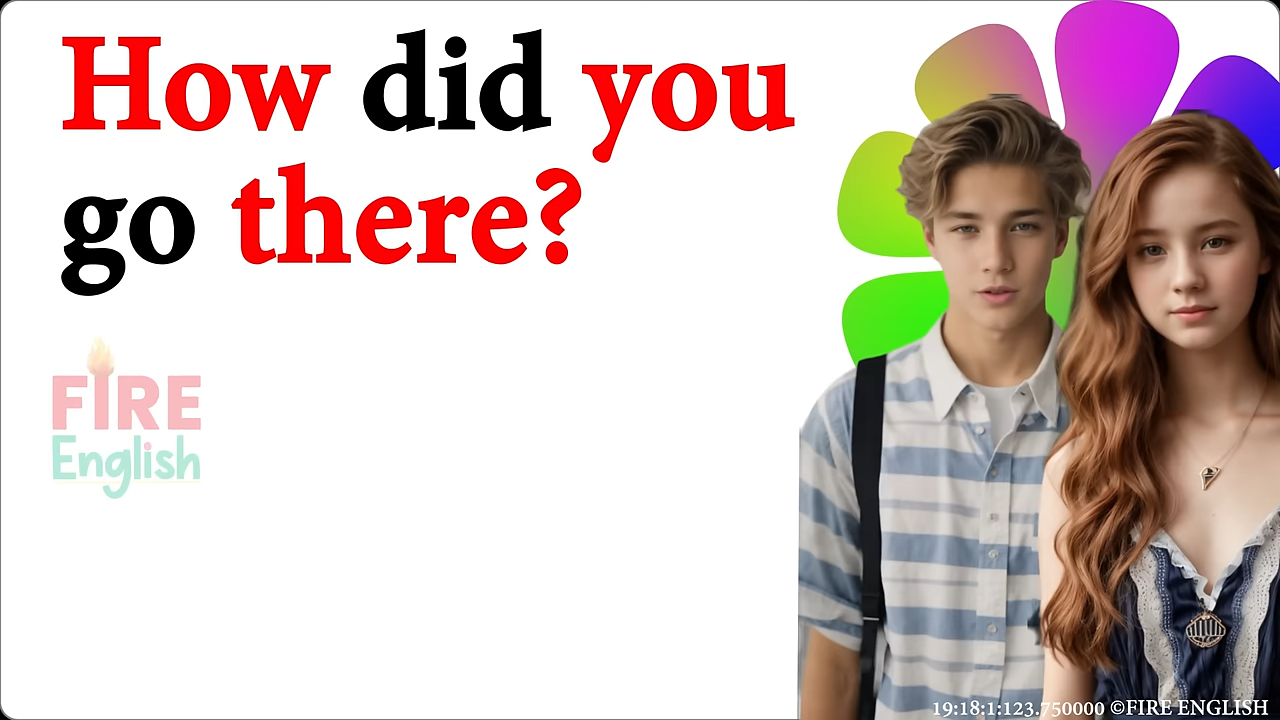 How did you
go there?
FIRE
English
19:18:1:123.750000 ©FIRE ENGLISH